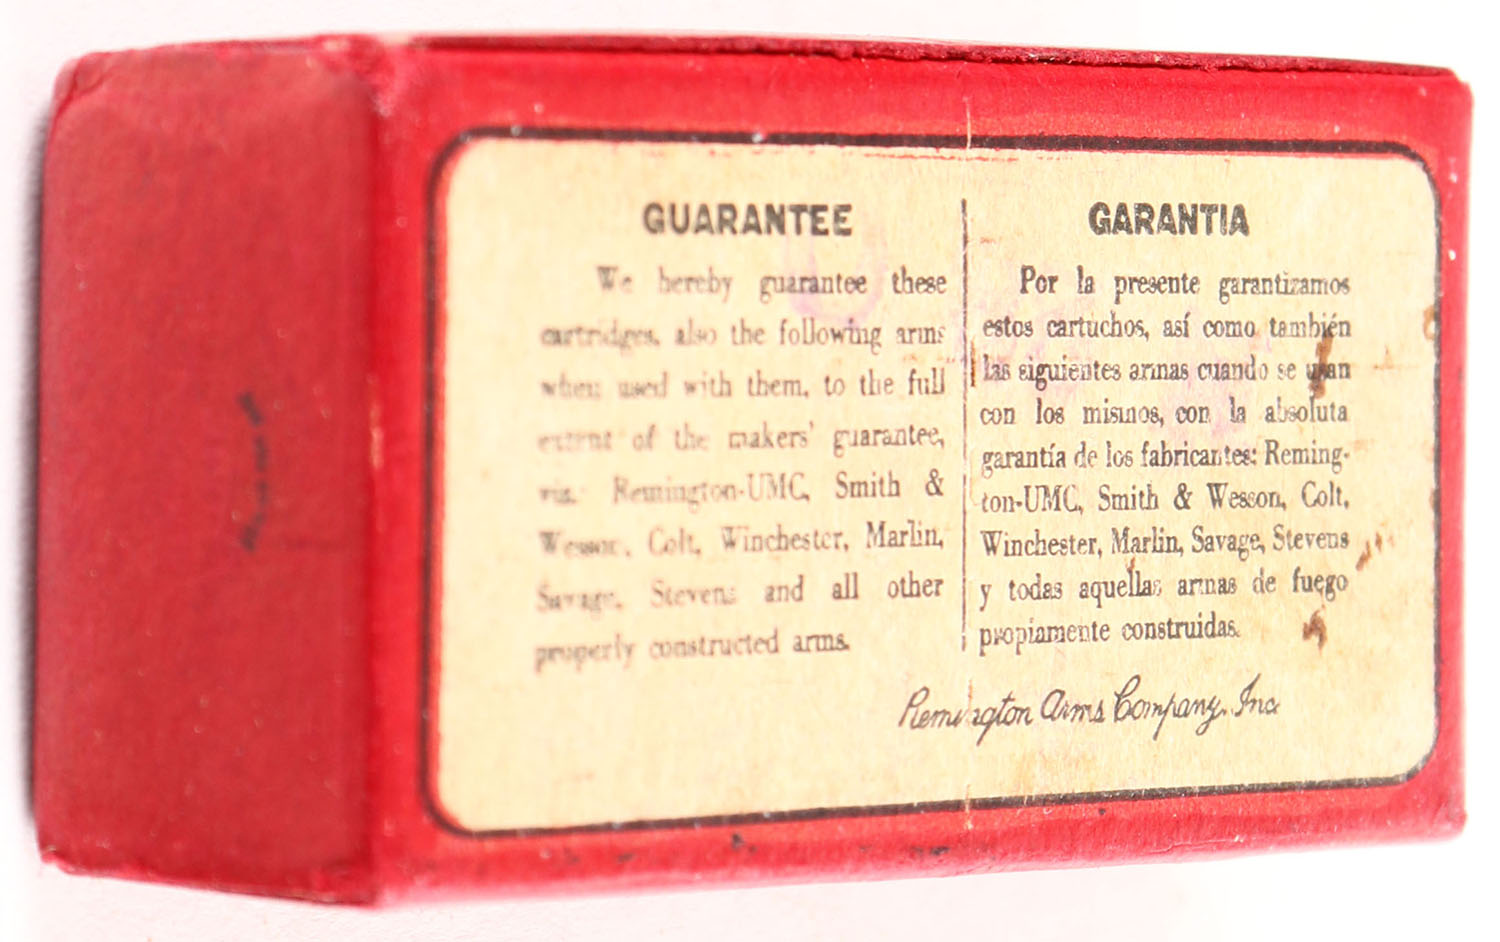 GUARANTEE
We hereby guarantee these
cartridges, also the following arms
when used with them, to the full
extent of the makers' guarantee,
viz. Remington-UMC, Smith &
Wesson, Colt, Winchester, Marlin,
Savage, Stevens and all other
properly constructed arms.
GARANTIA
Por la presente garantizamos
estos cartuchos, así como también
las siguientes armas cuando se usan
con los mismos, con la absoluta
garantía de los fabricantes: Reming-
ton-UMC, Smith & Wesson, Colt,
Winchester, Marlin, Savage, Stevens
y todas aquellas armas de fuego
propiamente construidas.
Remington Arms Company, Inc